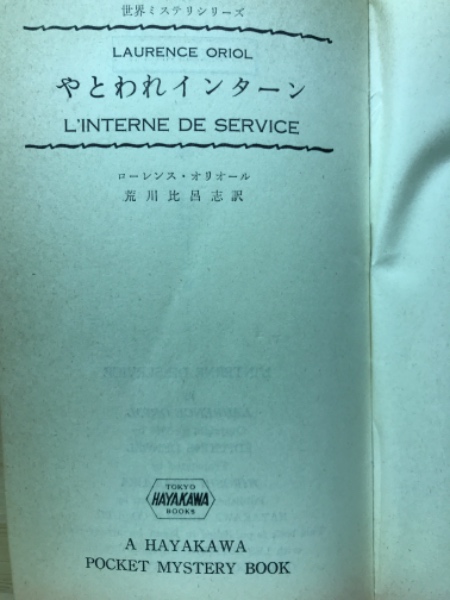 世界ミステリシリーズ
LAURENCE ORIOL
やとわれインターン
L'INTERNE DE SERVICE
ローレンス・オリオール
荒川比呂志訳
TOKYO
HAYAKAWA
BOOKS
A HAYAKAWA
POCKET MYSTERY BOOK